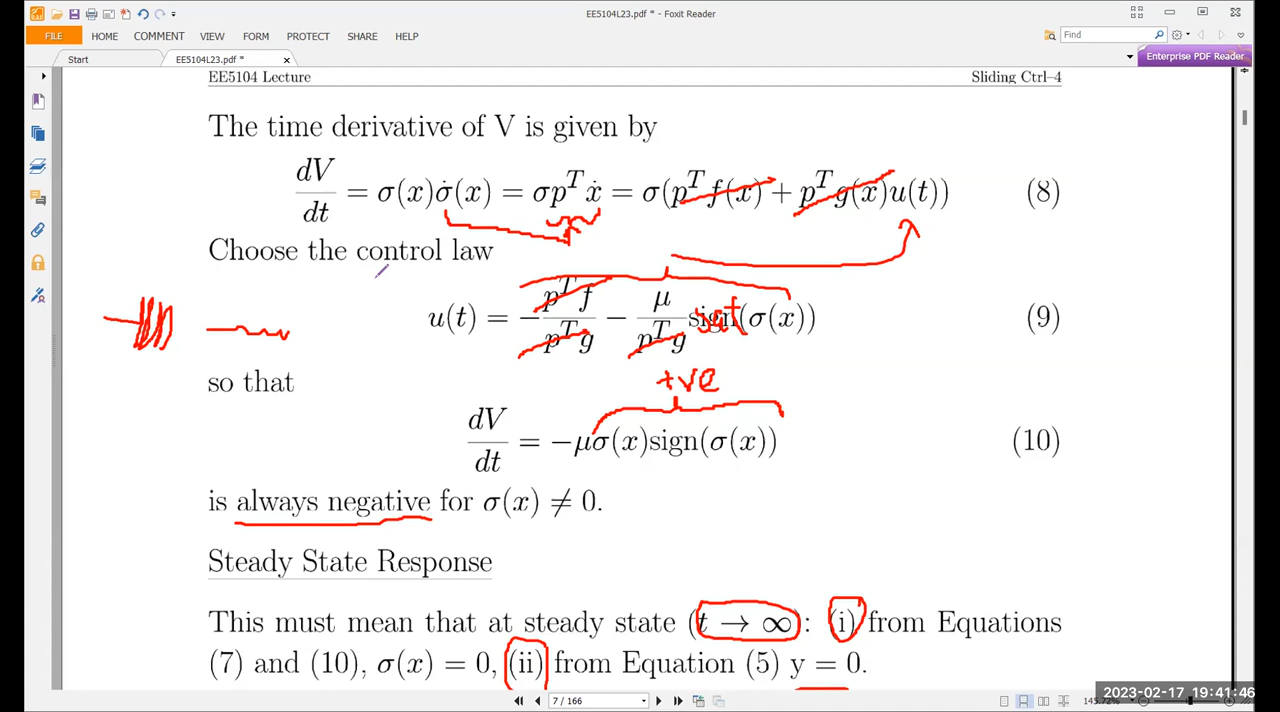 EE5104L23.pdf * - Foxit Reader
FILE HOME COMMENT VIEW FORM PROTECT SHARE HELP
Find
Start EE5104L23.pdf *
Enterprise PDF Reader
EE5104 Lecture Sliding Ctrl–4
The time derivative of V is given by
dV/dt = σ(x)σ̇(x) = σp^T ẋ = σ(p^T f(x) + p^T g(x)u(t)) (8)
Choose the control law
u(t) = −p^T f/p^T g − μ/p^T g sign(σ(x)) (9)
sat
so that
+ve
dV/dt = −μσ(x)sign(σ(x)) (10)
is always negative for σ(x) ≠ 0.
Steady State Response
This must mean that at steady state (t → ∞): (i) from Equations
(7) and (10), σ(x) = 0, (ii) from Equation (5) y = 0.
2023-02-17 19:41:46
7 / 166
145.72%